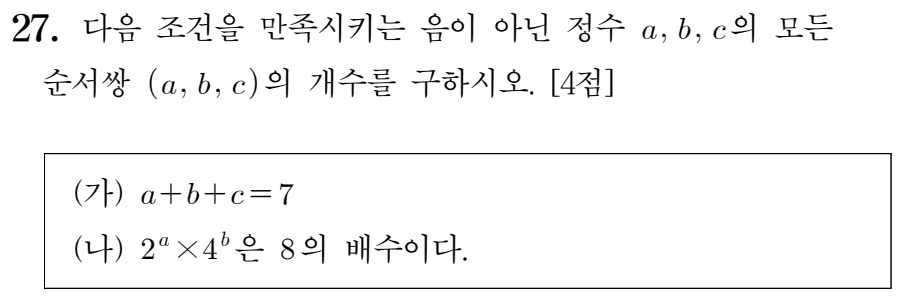 27. 다음 조건을 만족시키는 음이 아닌 정수 a, b, c의 모든
순서쌍 (a, b, c)의 개수를 구하시오. [4점]
(가) a+b+c=7
(나) 2^a×4^b은 8의 배수이다.